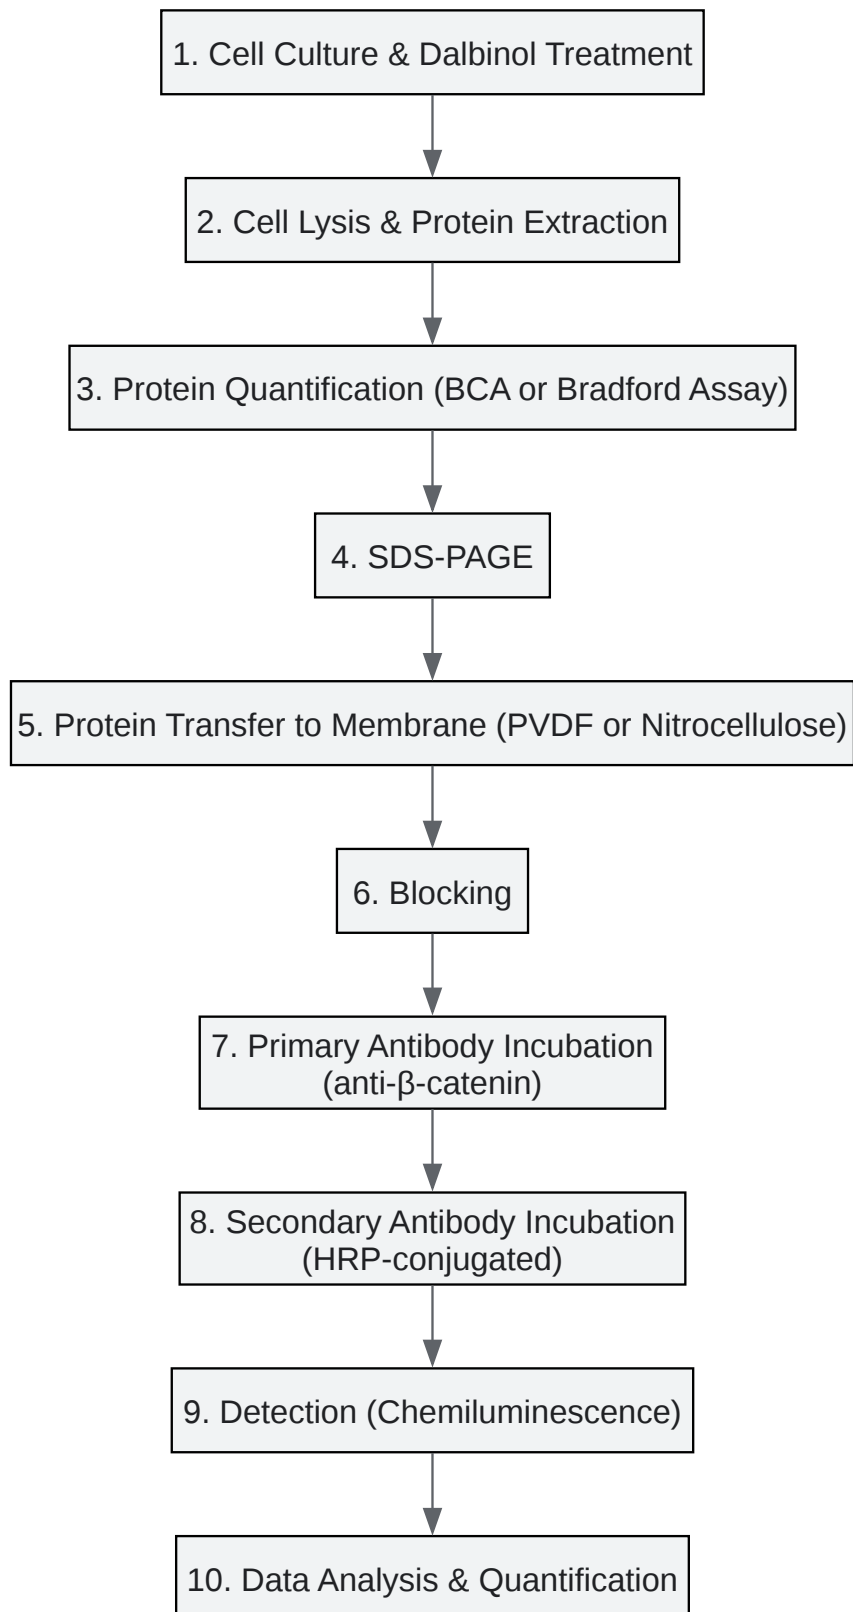 1. Cell Culture & Dalbinol Treatment
2. Cell Lysis & Protein Extraction
3. Protein Quantification (BCA or Bradford Assay)
4. SDS-PAGE
5. Protein Transfer to Membrane (PVDF or Nitrocellulose)
6. Blocking
7. Primary Antibody Incubation
(anti-β-catenin)
8. Secondary Antibody Incubation
(HRP-conjugated)
9. Detection (Chemiluminescence)
10. Data Analysis & Quantification